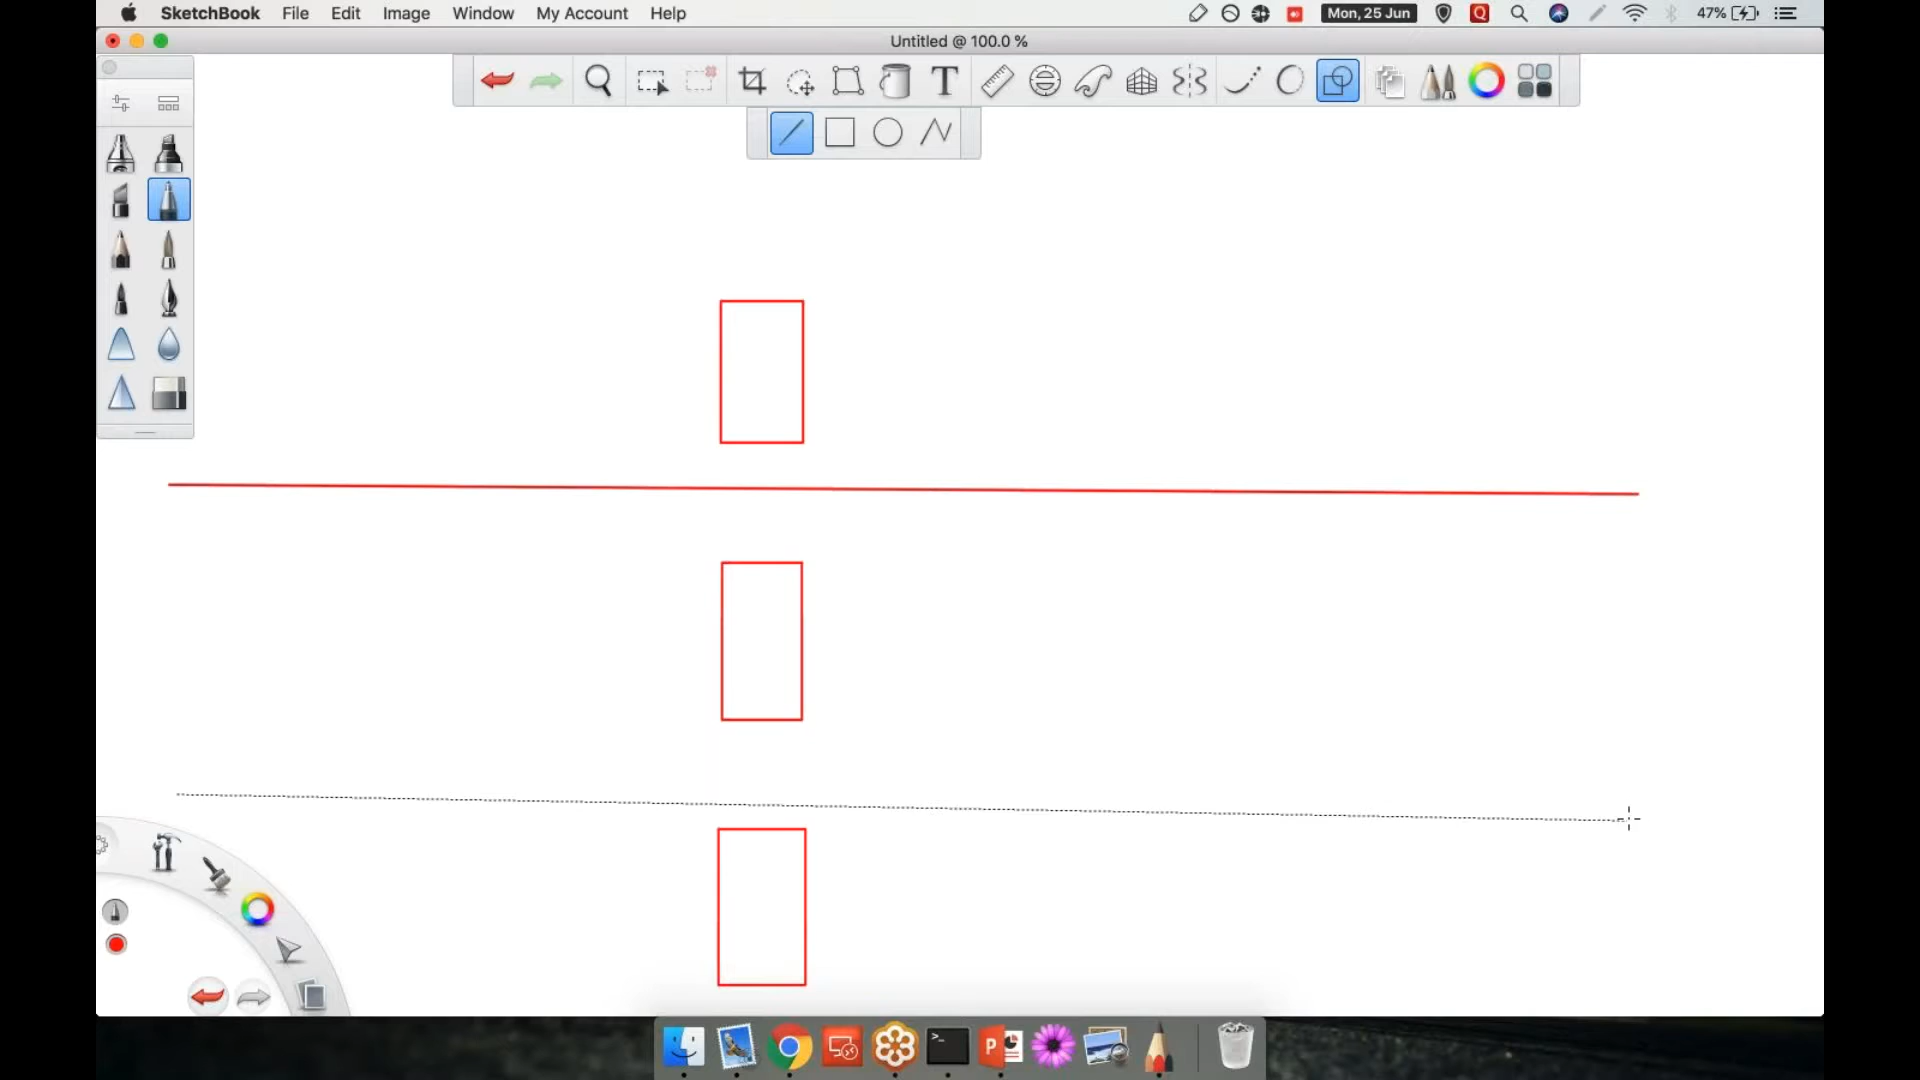 SketchBook File Edit Image Window My Account Help Mon, 25 Jun Q 47%
Untitled @ 100.0 %
T
>_ P